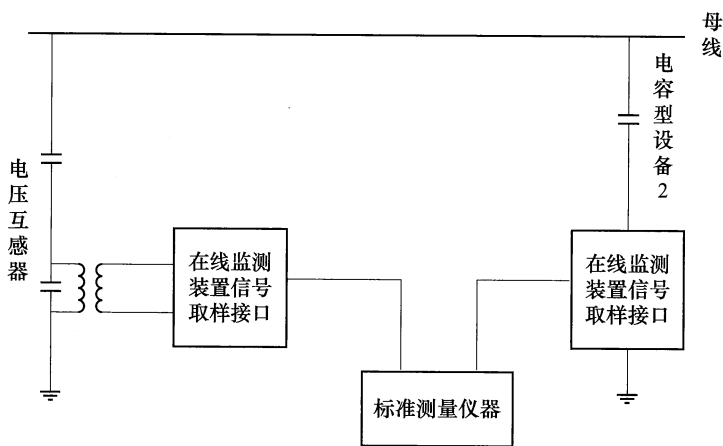 母线
电容型设备2
电压互感器
在线监测
装置信号
取样接口
在线监测
装置信号
取样接口
标准测量仪器